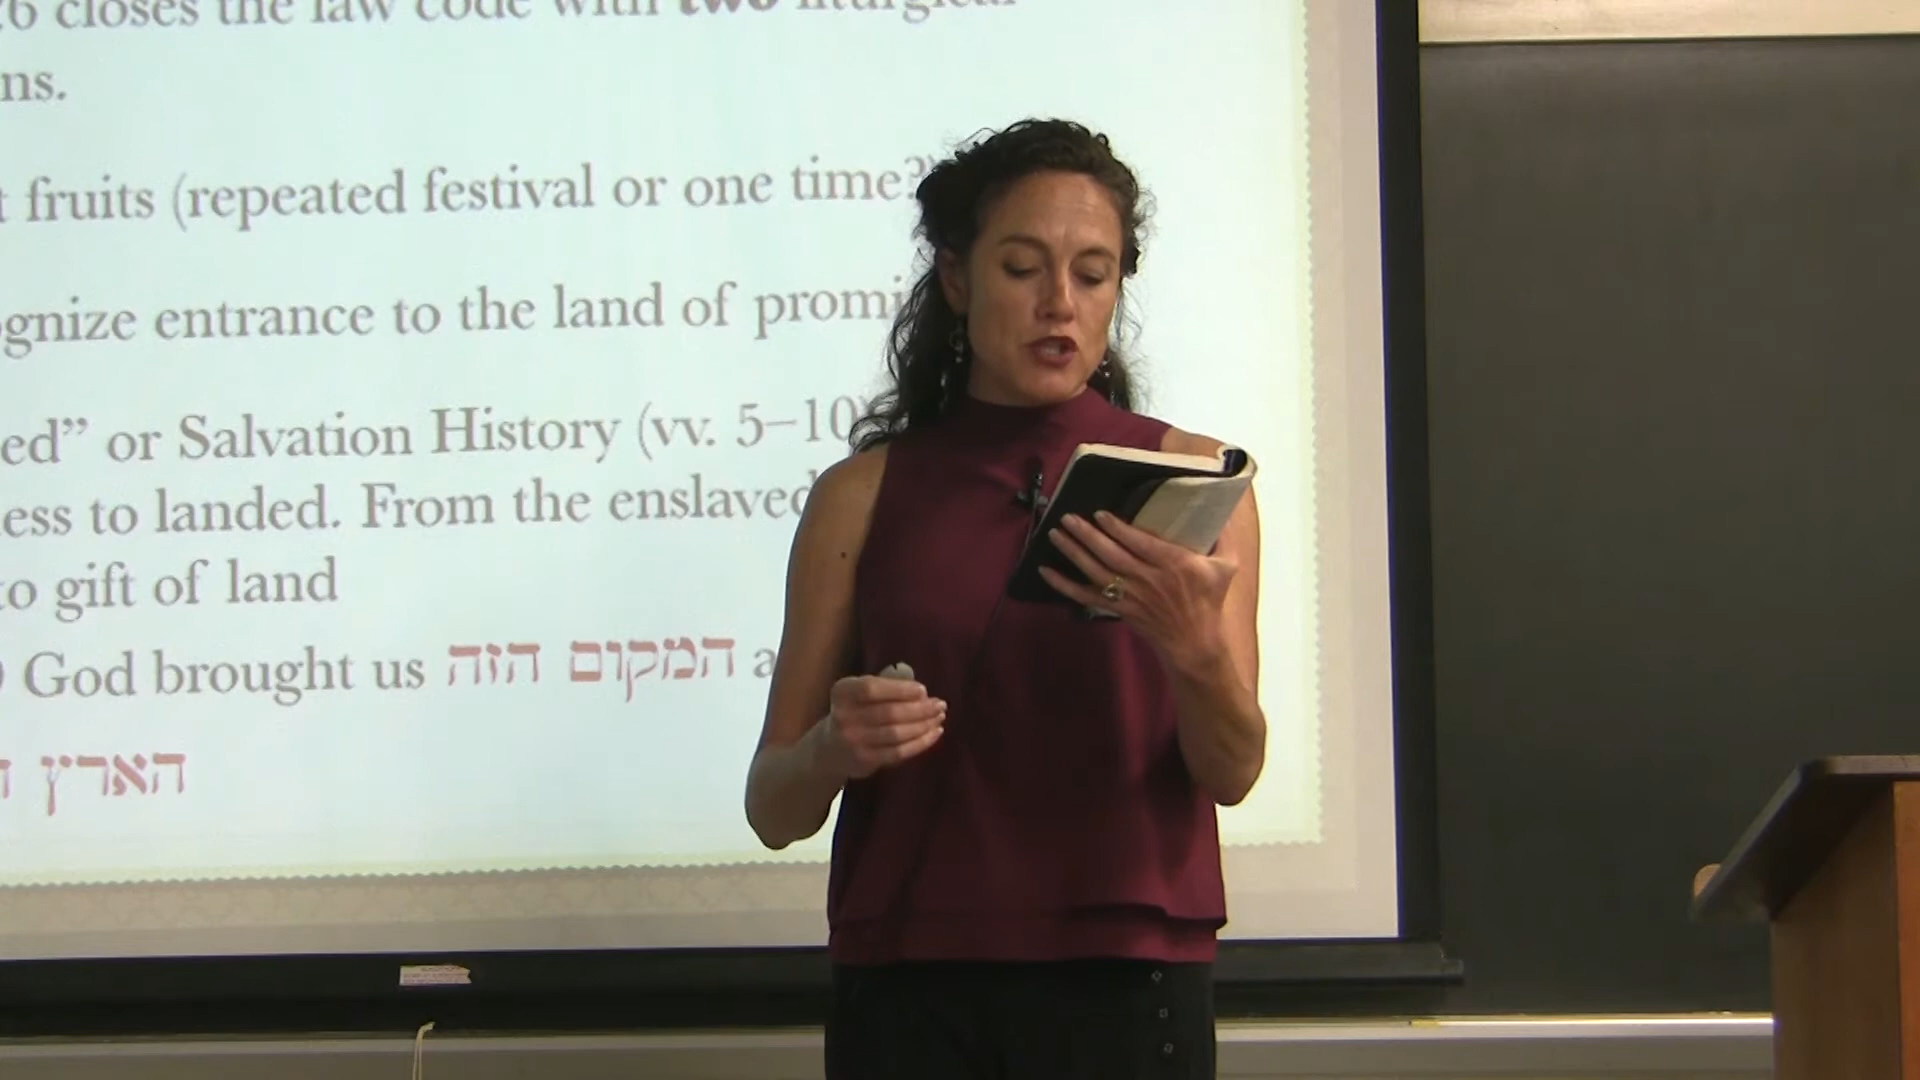 26 closes the law code with two liturgical
ns.
t fruits (repeated festival or one time?)
gnize entrance to the land of promi
ed” or Salvation History (vv. 5–10)
ess to landed. From the enslaved
to gift of land
) God brought us המקום הזה a
הארץ ה